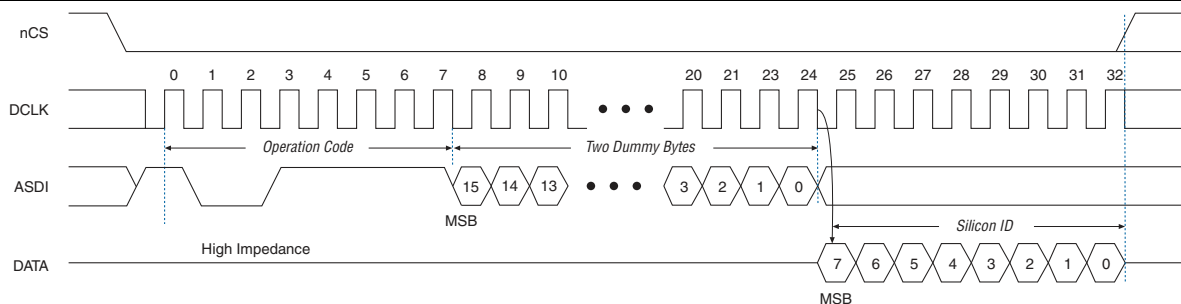 nCS
0 1 2 3 4 5 6 7 8 9 10 20 21 23 24 25 26 27 28 29 30 31 32
DCLK
Operation Code Two Dummy Bytes
ASDI 15 14 13 3 2 1 0
MSB
Silicon ID
High Impedance
DATA 7 6 5 4 3 2 1 0
MSB